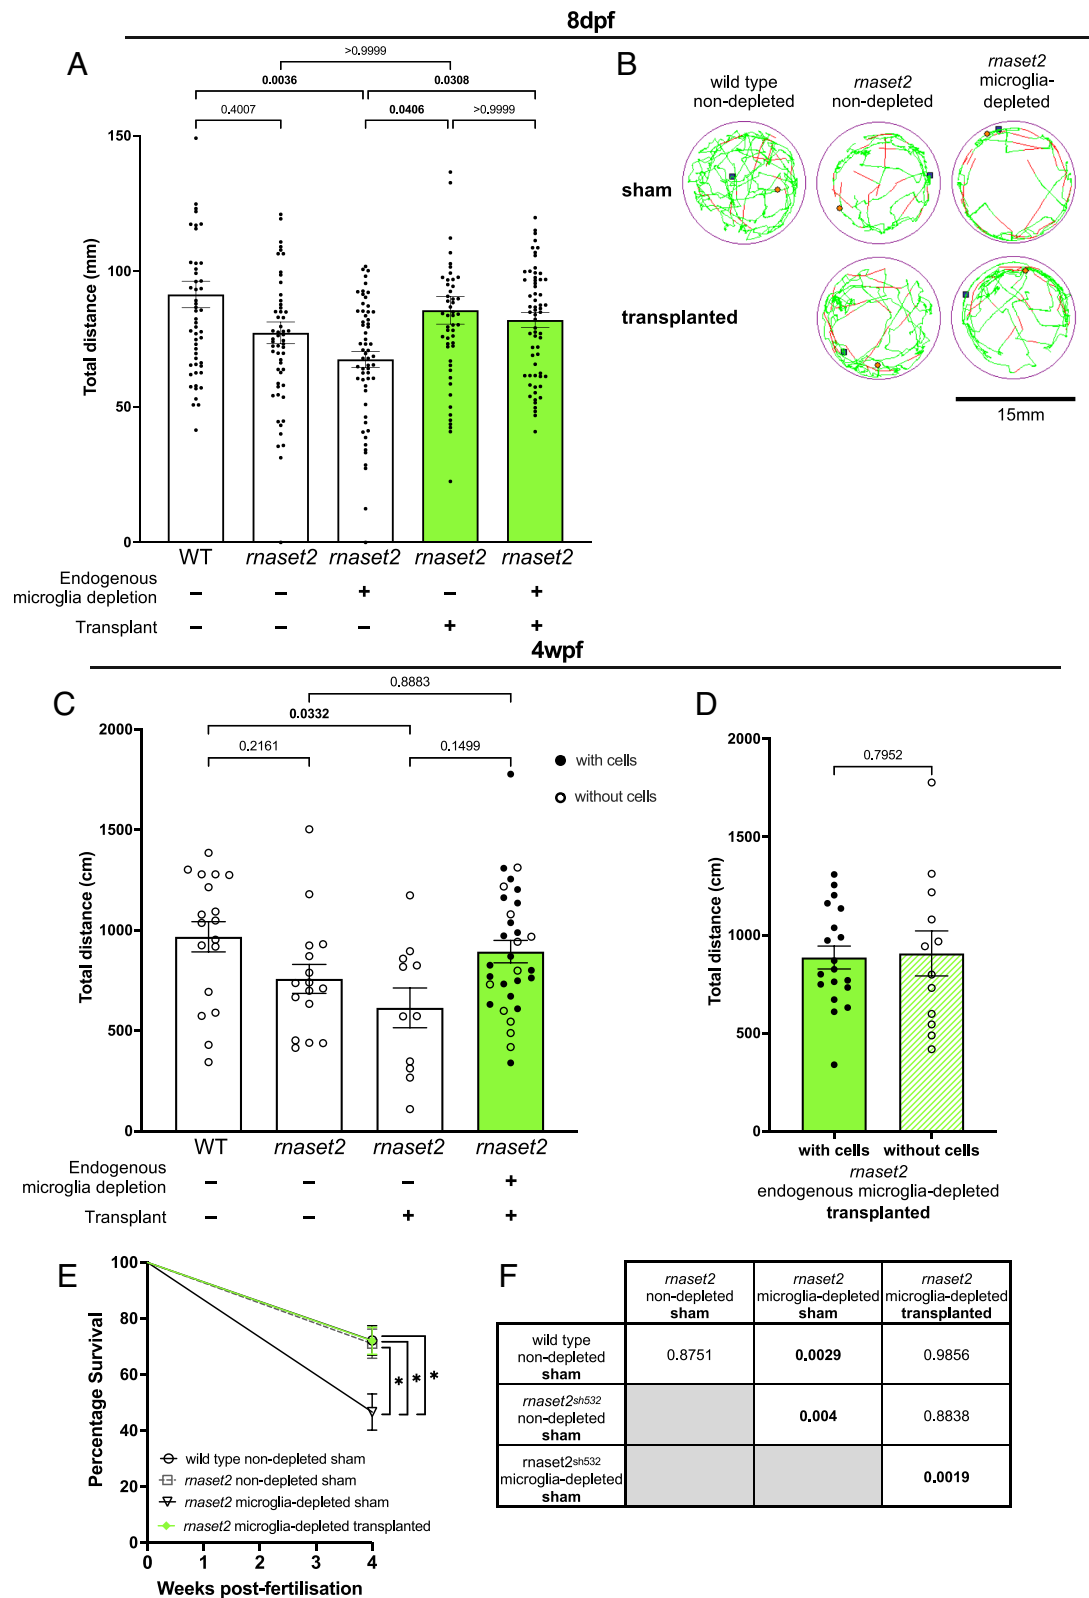 8dpf
A
>0.9999
0.0036
0.0308
0.4007
0.0406
>0.9999
150
100
50
0
Total distance (mm)
WT
rnaset2
rnaset2
rnaset2
rnaset2
Endogenous
microglia depletion
– – + – +
Transplant
– – – + +
B
wild type
non-depleted
rnaset2
non-depleted
rnaset2
microglia-
depleted
sham
transplanted
15mm
4wpf
C
0.8883
0.0332
0.2161
0.1499
2000
1500
1000
500
0
Total distance (cm)
with cells
without cells
WT
rnaset2
rnaset2
rnaset2
Endogenous
microglia depletion
– – – +
Transplant
– – + +
D
0.7952
2000
1500
1000
500
0
Total distance (cm)
with cells
without cells
rnaset2
endogenous microglia-depleted
transplanted
E
100
80
60
40
20
0
Percentage Survival
* * *
wild type non-depleted sham
rnaset2 non-depleted sham
rnaset2 microglia-depleted sham
rnaset2 microglia-depleted transplanted
0 1 2 3 4
Weeks post-fertilisation
F
rnaset2
non-depleted
sham
rnaset2
microglia-depleted
sham
rnaset2
microglia-depleted
transplanted
wild type
non-depleted
sham
0.8751
0.0029
0.9856
rnaset2sh532
non-depleted
sham
0.004
0.8838
rnaset2sh532
microglia-depleted
sham
0.0019